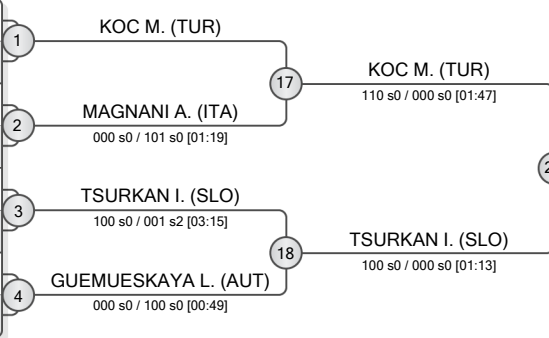 1
KOC M. (TUR)
17
KOC M. (TUR)
110 s0 / 000 s0 [01:47]
2
MAGNANI A. (ITA)
000 s0 / 101 s0 [01:19]
3
TSURKAN I. (SLO)
100 s0 / 001 s2 [03:15]
18
TSURKAN I. (SLO)
100 s0 / 000 s0 [01:13]
4
GUEMUESKAYA L. (AUT)
000 s0 / 100 s0 [00:49]